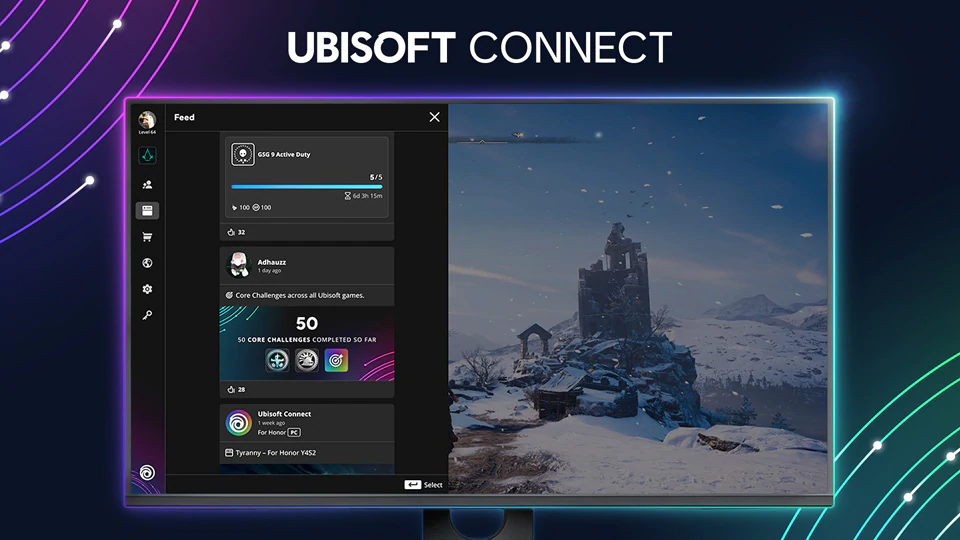 UBISOFT CONNECT
Feed
Level 64
GSG 9 Active Duty
5/5
6d 3h 15m
100 100
32
Adhauzz
1 day ago
Core Challenges across all Ubisoft games.
50
50 CORE CHALLENGES COMPLETED SO FAR
28
Ubisoft Connect
1 week ago
For Honor PC
Tyranny – For Honor Y4S2
Select